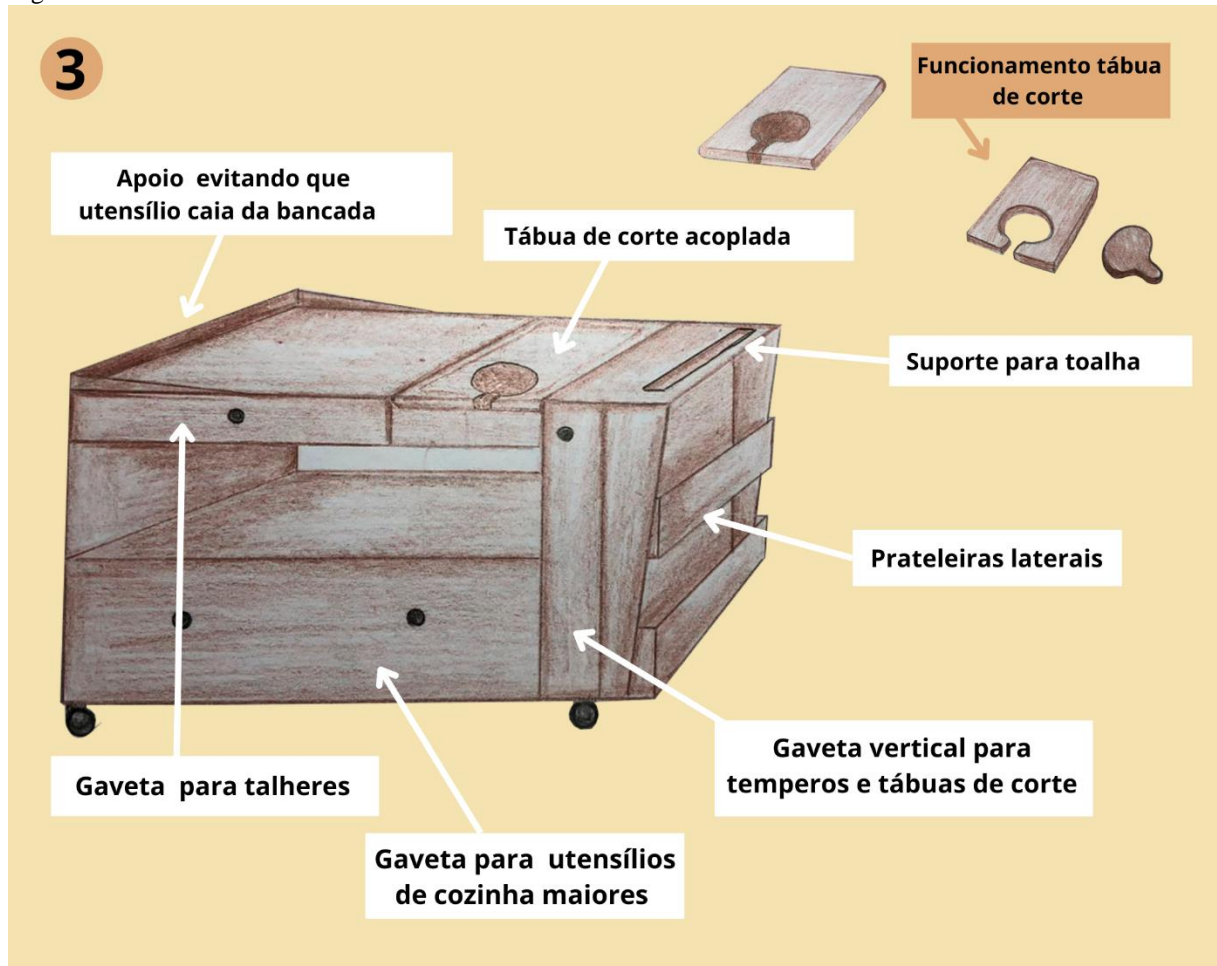 3
Funcionamento tábua
de corte
Apoio evitando que
utensílio caia da bancada
Tábua de corte acoplada
Suporte para toalha
Prateleiras laterais
Gaveta vertical para
temperos e tábuas de corte
Gaveta para talheres
Gaveta para utensílios
de cozinha maiores